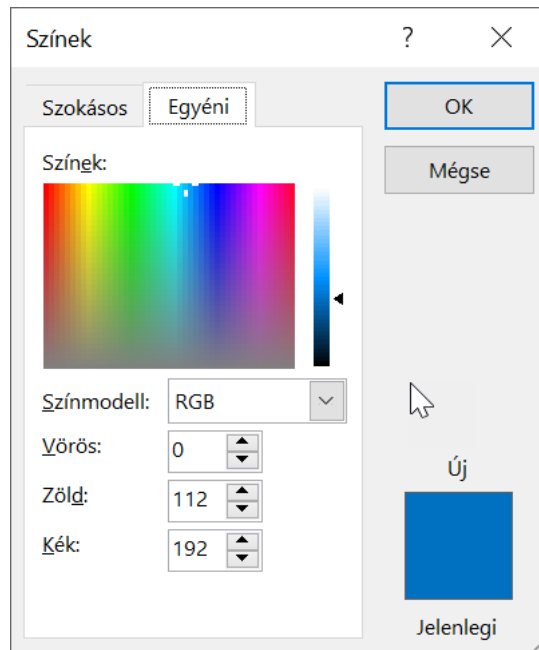 Színek
Szokásos
Egyéni
OK
Mégse
Színek:
Színmodell:
RGB
Vörös:
0
Zöld:
112
Kék:
192
Új
Jelenlegi